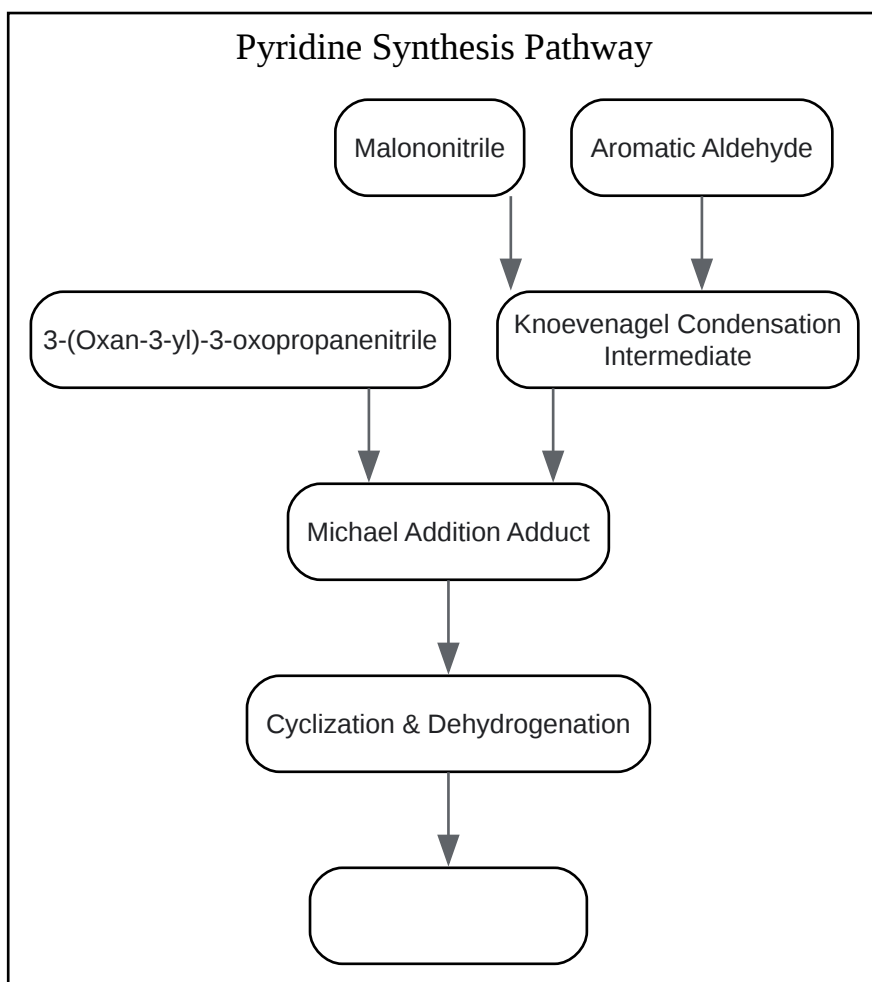 Pyridine Synthesis Pathway
Malononitrile
Aromatic Aldehyde
3-(Oxan-3-yl)-3-oxopropanenitrile
Knoevenagel Condensation
Intermediate
Michael Addition Adduct
Cyclization & Dehydrogenation